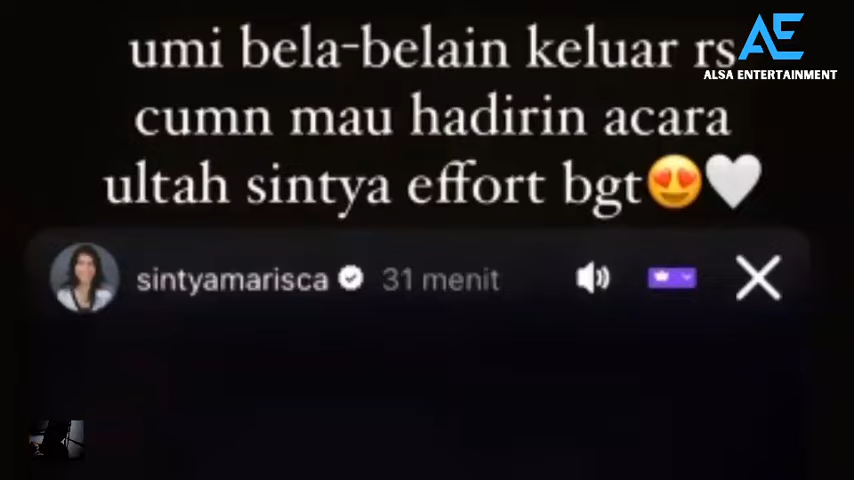 umi bela-belain keluar rs
cumn mau hadirin acara
ultah sintya effort bgt😍🤍
AE
ALSA ENTERTAINMENT
sintyamarisca 31 menit